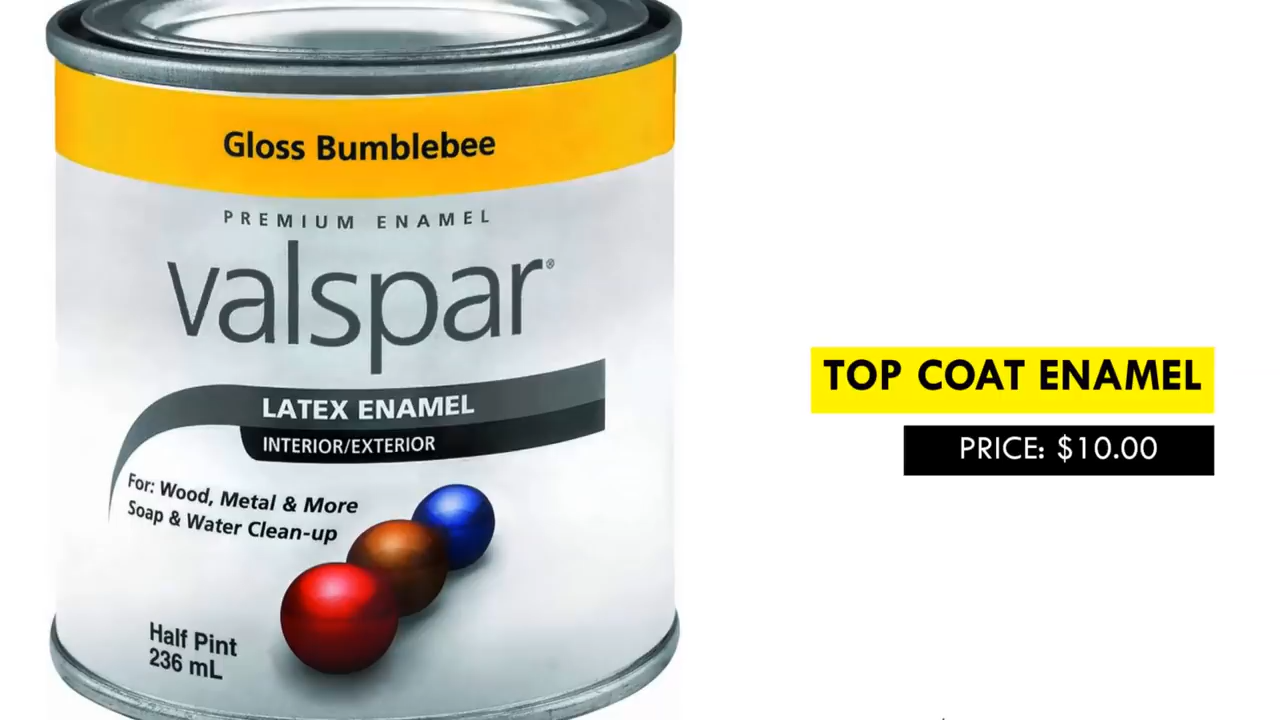 Gloss Bumblebee
PREMIUM ENAMEL
valspar®
LATEX ENAMEL
INTERIOR/EXTERIOR
For: Wood, Metal & More
Soap & Water Clean-up
Half Pint
236 mL
TOP COAT ENAMEL
PRICE: $10.00